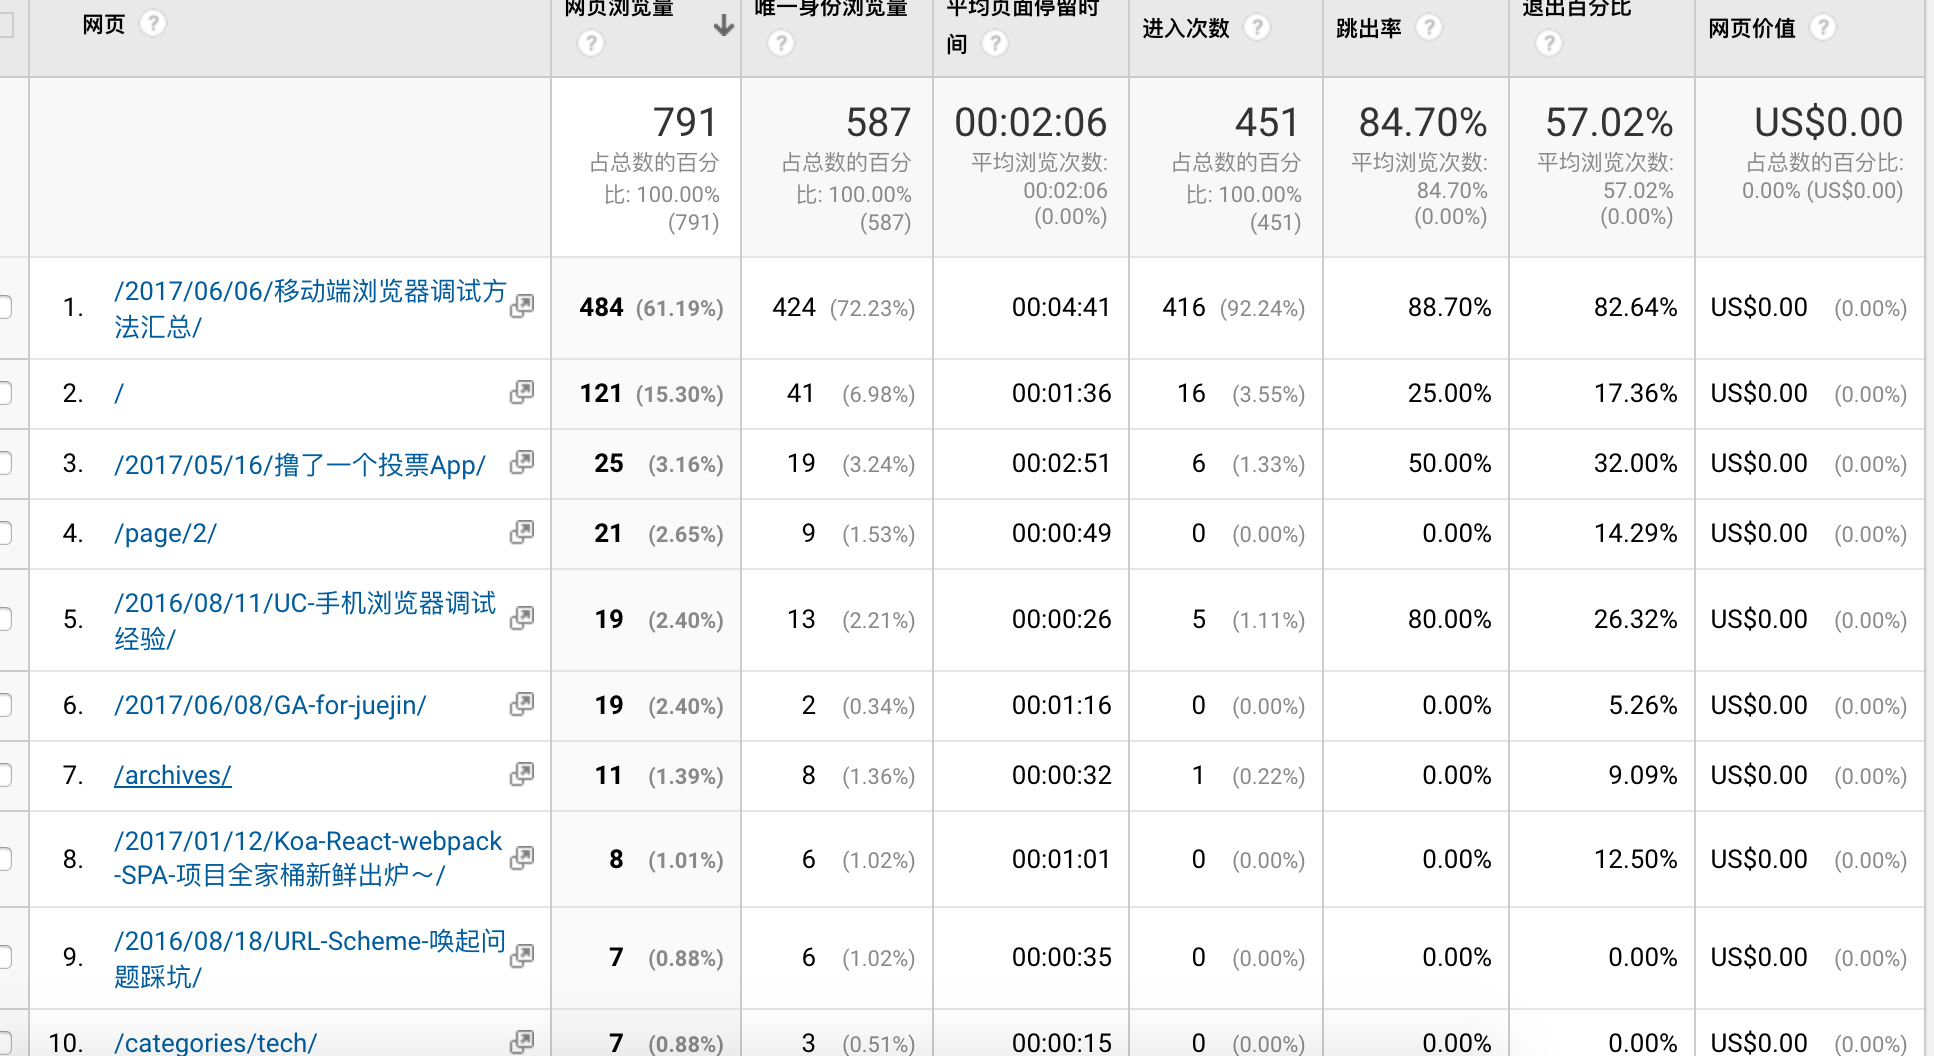 网页 ?
网页浏览量 ?
唯一身份浏览量 ?
平均页面停留时
间 ?
进入次数 ?
跳出率 ?
退出百分比 ?
网页价值 ?
791
占总数的百分
比: 100.00%
(791)
587
占总数的百分
比: 100.00%
(587)
00:02:06
平均浏览次数:
00:02:06
(0.00%)
451
占总数的百分
比: 100.00%
(451)
84.70%
平均浏览次数:
84.70%
(0.00%)
57.02%
平均浏览次数:
57.02%
(0.00%)
US$0.00
占总数的百分比:
0.00% (US$0.00)
1. /2017/06/06/移动端浏览器调试方
法汇总/
484 (61.19%) 424 (72.23%) 00:04:41 416 (92.24%) 88.70% 82.64% US$0.00 (0.00%)
2. / 121 (15.30%) 41 (6.98%) 00:01:36 16 (3.55%) 25.00% 17.36% US$0.00 (0.00%)
3. /2017/05/16/撸了一个投票App/ 25 (3.16%) 19 (3.24%) 00:02:51 6 (1.33%) 50.00% 32.00% US$0.00 (0.00%)
4. /page/2/ 21 (2.65%) 9 (1.53%) 00:00:49 0 (0.00%) 0.00% 14.29% US$0.00 (0.00%)
5. /2016/08/11/UC-手机浏览器调试
经验/
19 (2.40%) 13 (2.21%) 00:00:26 5 (1.11%) 80.00% 26.32% US$0.00 (0.00%)
6. /2017/06/08/GA-for-juejin/ 19 (2.40%) 2 (0.34%) 00:01:16 0 (0.00%) 0.00% 5.26% US$0.00 (0.00%)
7. /archives/ 11 (1.39%) 8 (1.36%) 00:00:32 1 (0.22%) 0.00% 9.09% US$0.00 (0.00%)
8. /2017/01/12/Koa-React-webpack
-SPA-项目全家桶新鲜出炉～/
8 (1.01%) 6 (1.02%) 00:01:01 0 (0.00%) 0.00% 12.50% US$0.00 (0.00%)
9. /2016/08/18/URL-Scheme-唤起问
题踩坑/
7 (0.88%) 6 (1.02%) 00:00:35 0 (0.00%) 0.00% 0.00% US$0.00 (0.00%)
10. /categories/tech/ 7 (0.88%) 3 (0.51%) 00:00:15 0 (0.00%) 0.00% 0.00% US$0.00 (0.00%)